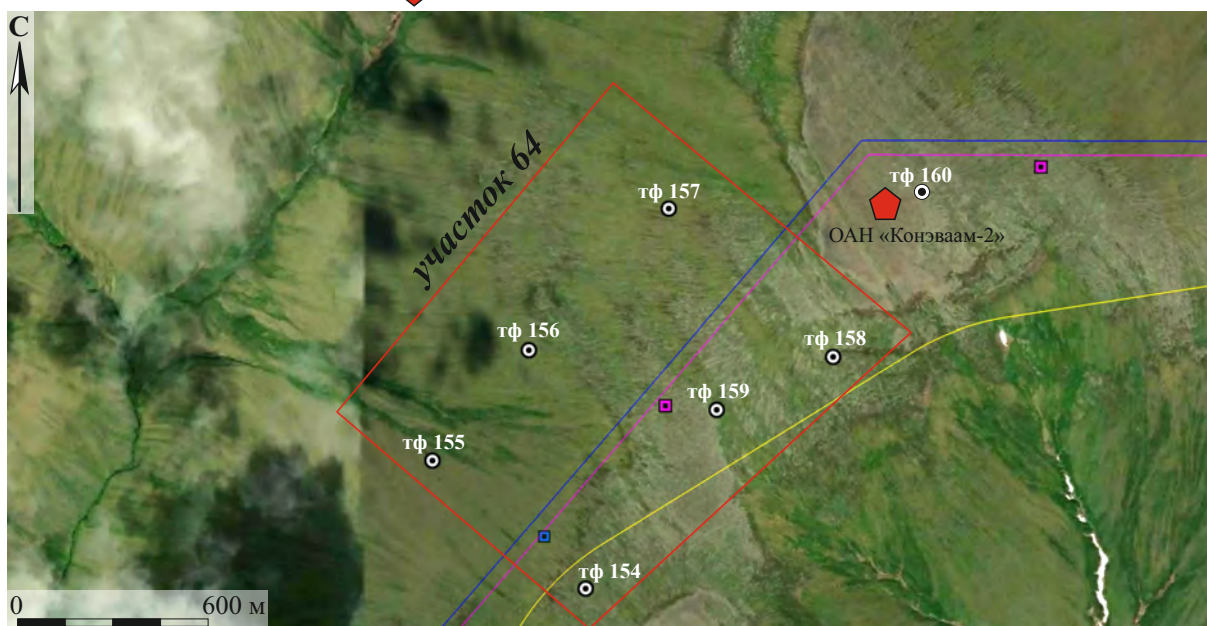 С
участок 64
тф 157
тф 160
ОАН «Конэваам-2»
тф 156
тф 158
тф 159
тф 155
тф 154
0 600 м